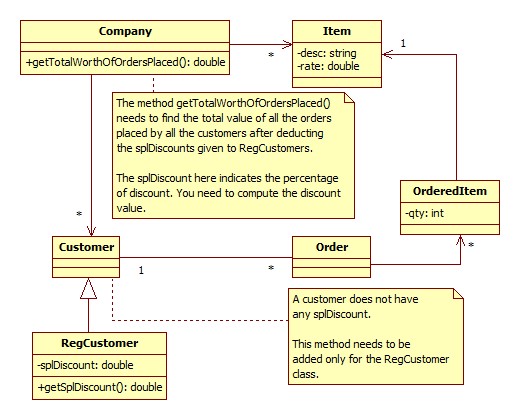 Company
+getTotalWorthOfOrdersPlaced(): double
*
Item
-desc: string
-rate: double
1
The method getTotalWorthOfOrdersPlaced()
needs to find the total value of all the orders
placed by all the customers after deducting
the splDiscounts given to RegCustomers.
The splDiscount here indicates the percentage
of discount. You need to compute the discount
value.
OrderedItem
-qty: int
*
*
Customer
1
*
Order
A customer does not have
any splDiscount.
This method needs to be
added only for the RegCustomer
class.
RegCustomer
-splDiscount: double
+getSplDiscount(): double